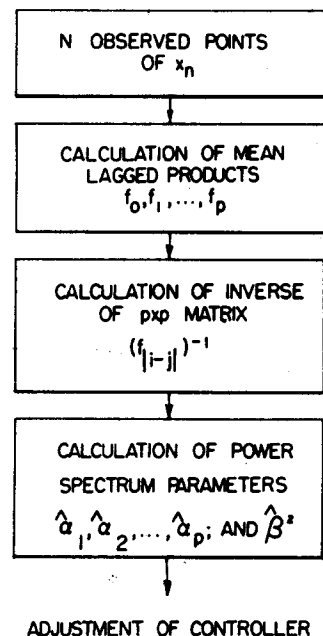 N OBSERVED POINTS
OF xₙ
CALCULATION OF MEAN
LAGGED PRODUCTS
f₀, f₁, ..., fₚ
CALCULATION OF INVERSE
OF pxp MATRIX
(f|i-j|)⁻¹
CALCULATION OF POWER
SPECTRUM PARAMETERS
α̂₁, α̂₂, ..., α̂ₚ; AND β̂²
ADJUSTMENT OF CONTROLLER